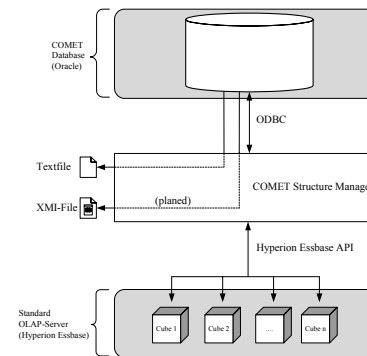 COMET
Database
(Oracle)
ODBC
Textfile
COMET Structure Manage
XMI-File
(planed)
Hyperion Essbase API
Standard
OLAP-Server
(Hyperion Essbase)
Cube 1
Cube 2
....
Cube n